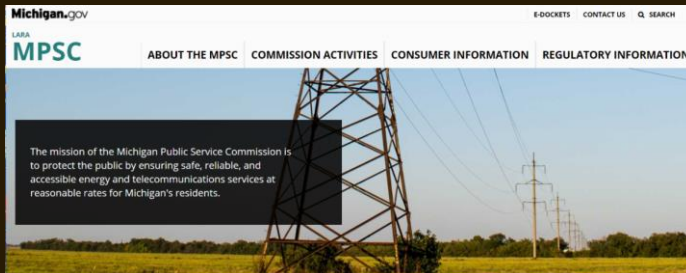 Michigan.gov
E-DOCKETS CONTACT US SEARCH
LARA
MPSC
ABOUT THE MPSC COMMISSION ACTIVITIES CONSUMER INFORMATION REGULATORY INFORMATION
The mission of the Michigan Public Service Commission is
to protect the public by ensuring safe, reliable, and
accessible energy and telecommunications services at
reasonable rates for Michigan's residents.